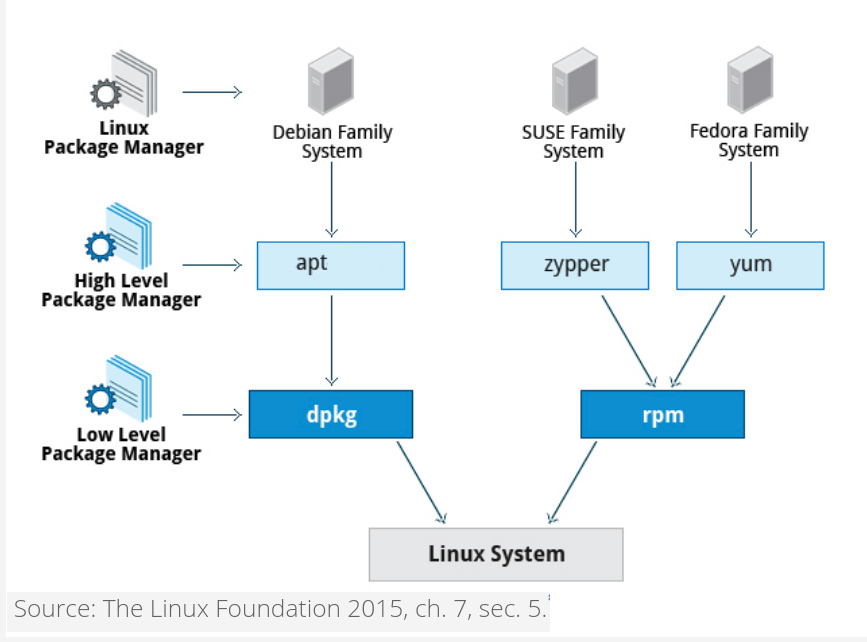 Linux
Package Manager
Debian Family
System
SUSE Family
System
Fedora Family
System
High Level
Package Manager
apt
zypper
yum
Low Level
Package Manager
dpkg
rpm
Linux System
Source: The Linux Foundation 2015, ch. 7, sec. 5.